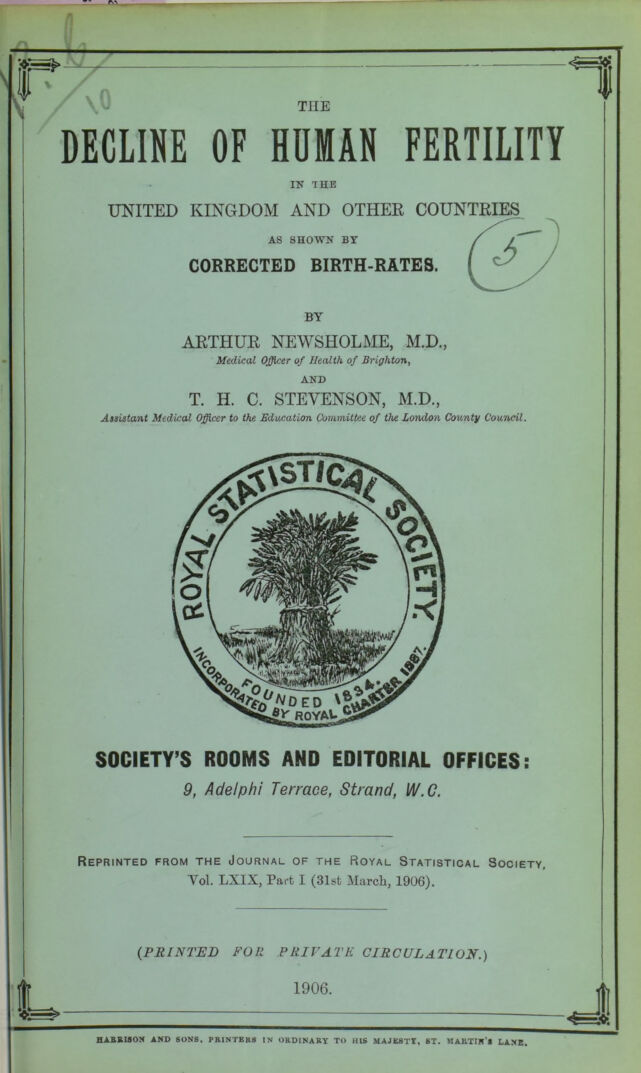 P. 6
10
THE
DECLINE OF HUMAN FERTILITY
IN THE
UNITED KINGDOM AND OTHER COUNTRIES
AS SHOWN BY
CORRECTED BIRTH-RATES.
5
BY
ARTHUR NEWSHOLME, M.D.,
Medical Officer of Health of Brighton,
AND
T. H. C. STEVENSON, M.D.,
Assistant Medical Officer to the Education Committee of the London County Council.
ROYAL STATISTICAL SOCIETY.
FOUNDED 1834.
INCORPORATED BY ROYAL CHARTER 1887.
SOCIETY'S ROOMS AND EDITORIAL OFFICES:
9, Adelphi Terrace, Strand, W.C.
REPRINTED FROM THE JOURNAL OF THE ROYAL STATISTICAL SOCIETY,
Vol. LXIX, Part I (31st March, 1906).
(PRINTED FOR PRIVATE CIRCULATION.)
1906.
HARRISON AND SONS, PRINTERS IN ORDINARY TO HIS MAJESTY, ST. MARTIN'S LANE.